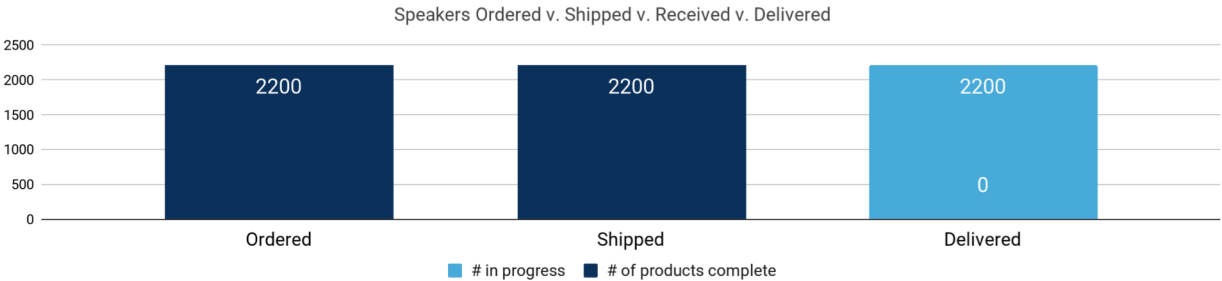 Speakers Ordered v. Shipped v. Received v. Delivered
2500
2000
1500
1000
500
0
2200
2200
2200
0
Ordered
Shipped
Delivered
# in progress
# of products complete